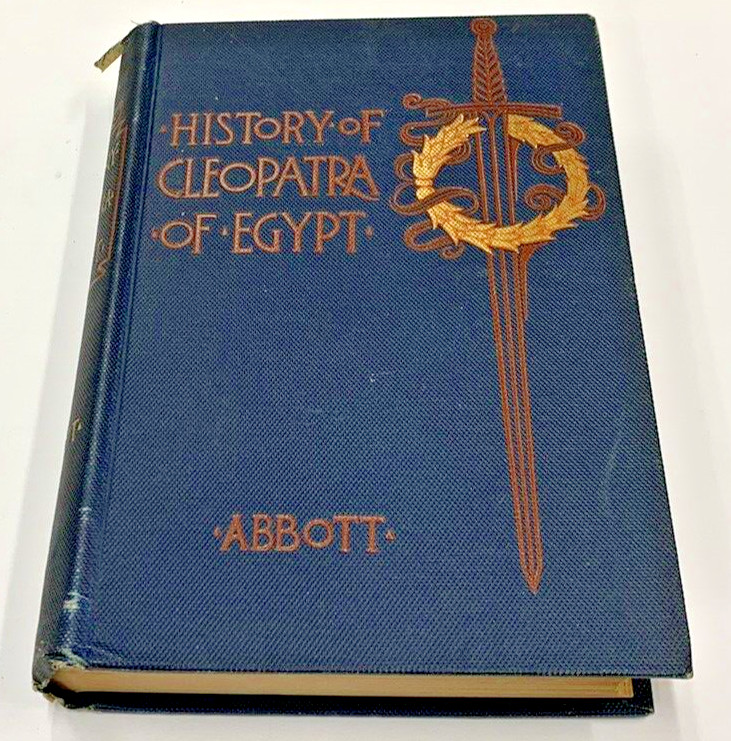 ·HISTORY·OF
CLEOPATRA
·OF·EGYPT·
·ABBOTT·